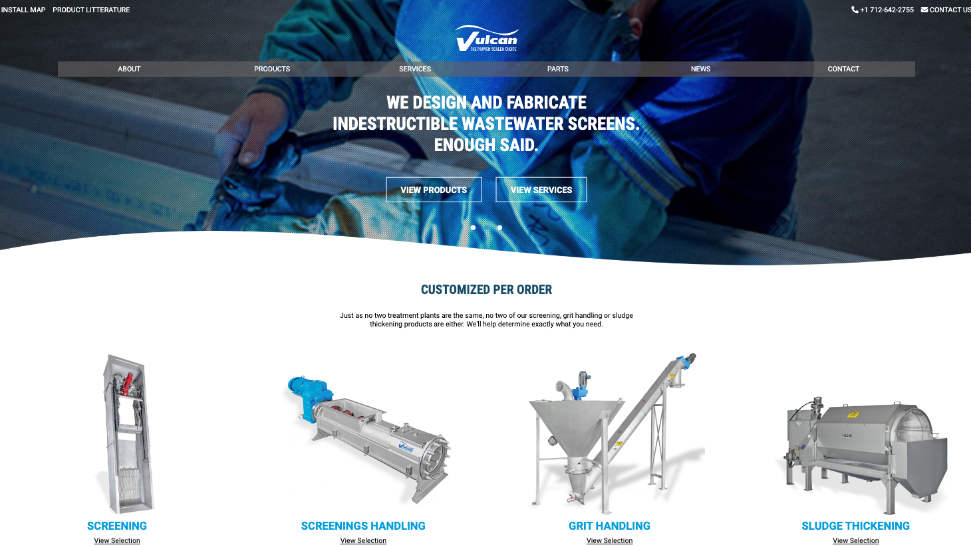 INSTALL MAP PRODUCT LITTERATURE
+1 712-642-2755 CONTACT US
Vulcan
THE PROVEN SCREEN EXCELS
ABOUT PRODUCTS SERVICES PARTS NEWS CONTACT
WE DESIGN AND FABRICATE
INDESTRUCTIBLE WASTEWATER SCREENS.
ENOUGH SAID.
VIEW PRODUCTS VIEW SERVICES
CUSTOMIZED PER ORDER
Just as no two treatment plants are the same, no two of our screening, grit handling or sludge
thickening products are either. We'll help determine exactly what you need.
SCREENING SCREENINGS HANDLING GRIT HANDLING SLUDGE THICKENING
View Selection View Selection View Selection View Selection